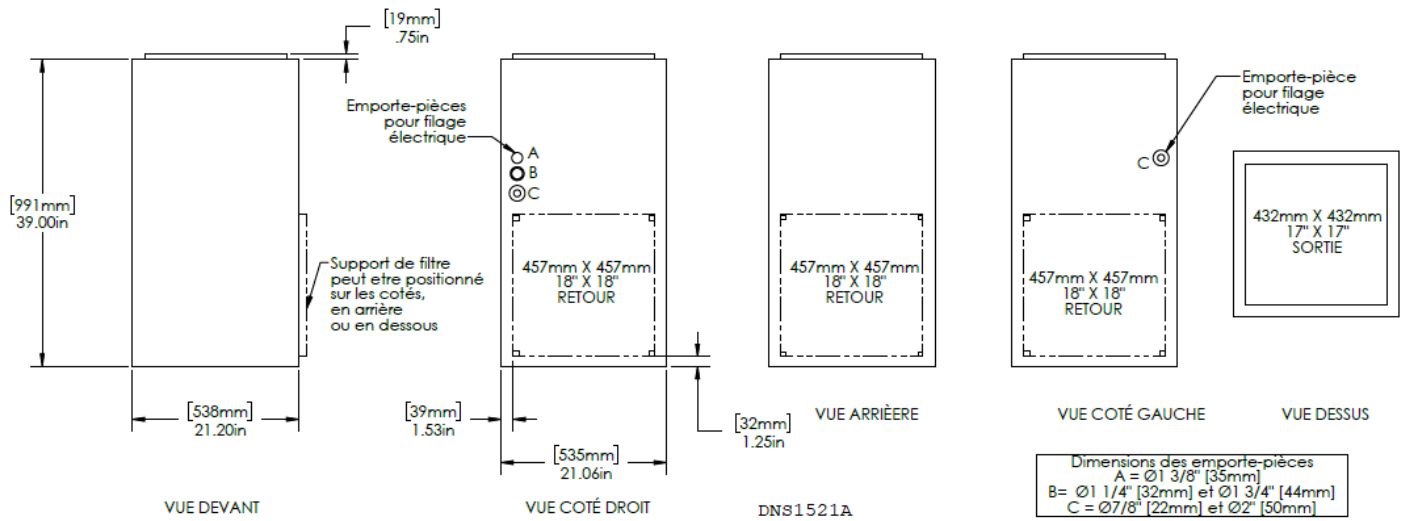 [19mm]
.75in
[991mm]
39.00in
Support de filtre
peut etre positionné
sur les cotés,
en arrière
ou en dessous
[538mm]
21.20in
VUE DEVANT
Emporte-pièces
pour filage
électrique
A
B
C
457mm X 457mm
18" X 18"
RETOUR
[39mm]
1.53in
[535mm]
21.06in
[32mm]
1.25in
VUE COTÉ DROIT
457mm X 457mm
18" X 18"
RETOUR
VUE ARRIÈERE
DNS1521A
Emporte-pièce
pour filage
électrique
C
457mm X 457mm
18" X 18"
RETOUR
VUE COTÉ GAUCHE
432mm X 432mm
17" X 17"
SORTIE
VUE DESSUS
Dimensions des emporte-pièces
A = Ø1 3/8" [35mm]
B= Ø1 1/4" [32mm] et Ø1 3/4" [44mm]
C = Ø7/8" [22mm] et Ø2" [50mm]